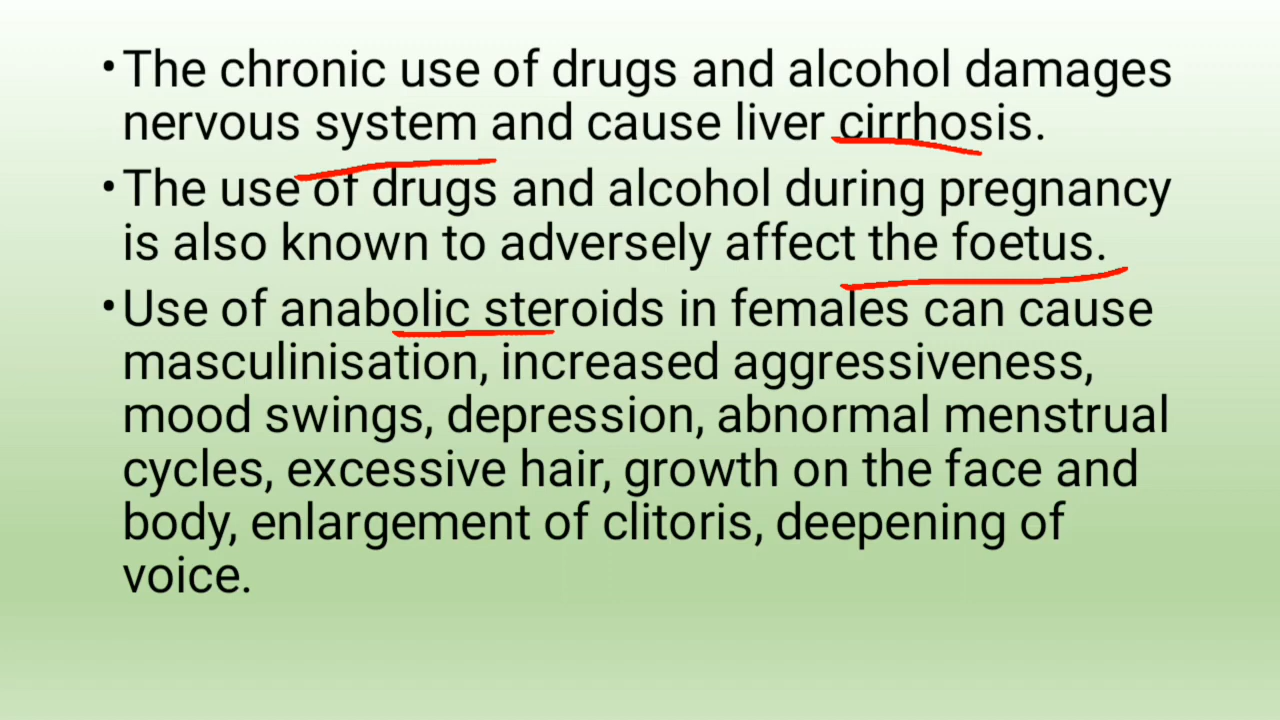 •The chronic use of drugs and alcohol damages
nervous system and cause liver cirrhosis.
•The use of drugs and alcohol during pregnancy
is also known to adversely affect the foetus.
•Use of anabolic steroids in females can cause
masculinisation, increased aggressiveness,
mood swings, depression, abnormal menstrual
cycles, excessive hair, growth on the face and
body, enlargement of clitoris, deepening of
voice.